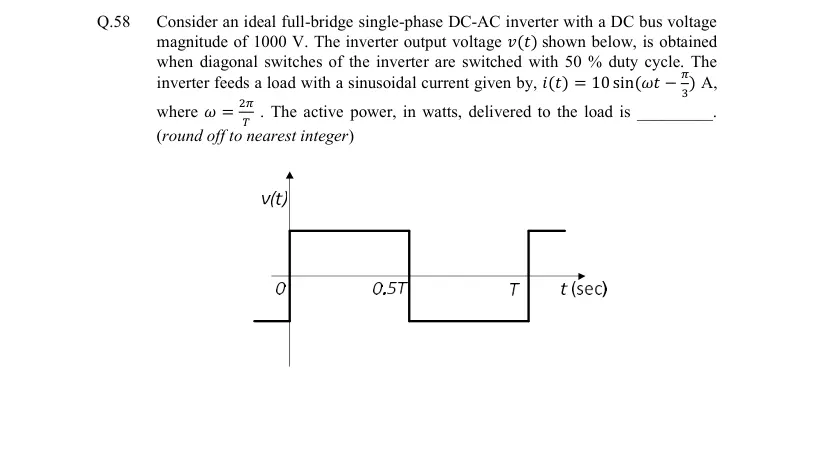 Q.58 Consider an ideal full-bridge single-phase DC-AC inverter with a DC bus voltage
magnitude of 1000 V. The inverter output voltage v(t) shown below, is obtained
when diagonal switches of the inverter are switched with 50 % duty cycle. The
inverter feeds a load with a sinusoidal current given by, i(t) = 10 sin(ωt − π/3) A,
where ω = 2π/T . The active power, in watts, delivered to the load is _________.
(round off to nearest integer)
v(t)
0 0.5T T t (sec)